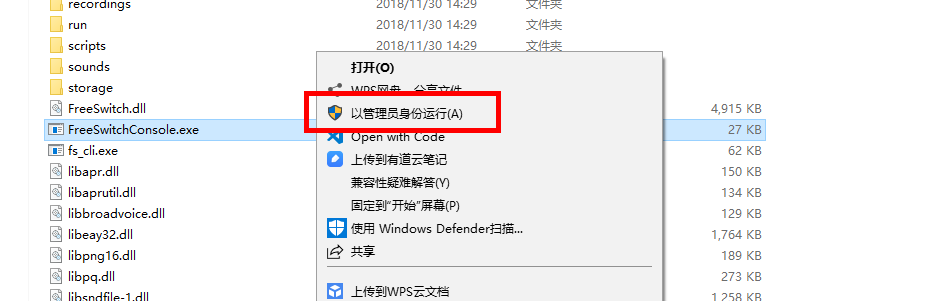 recordings 2018/11/30 14:29 文件夹
run 2018/11/30 14:29 文件夹
scripts 2018/11/30 14:29 文件夹
sounds
storage
FreeSwitch.dll 4,915 KB
FreeSwitchConsole.exe 27 KB
fs_cli.exe 62 KB
libapr.dll 150 KB
libaprutil.dll 134 KB
libbroadvoice.dll 129 KB
libeay32.dll 1,764 KB
libpng16.dll 189 KB
libpq.dll 273 KB
libsndfile-1.dll 1,258 KB
打开(O)
WPS网盘 分享文件
以管理员身份运行(A)
Open with Code
上传到有道云笔记
兼容性疑难解答(Y)
固定到"开始"屏幕(P)
使用 Windows Defender扫描...
共享
上传到WPS云文档